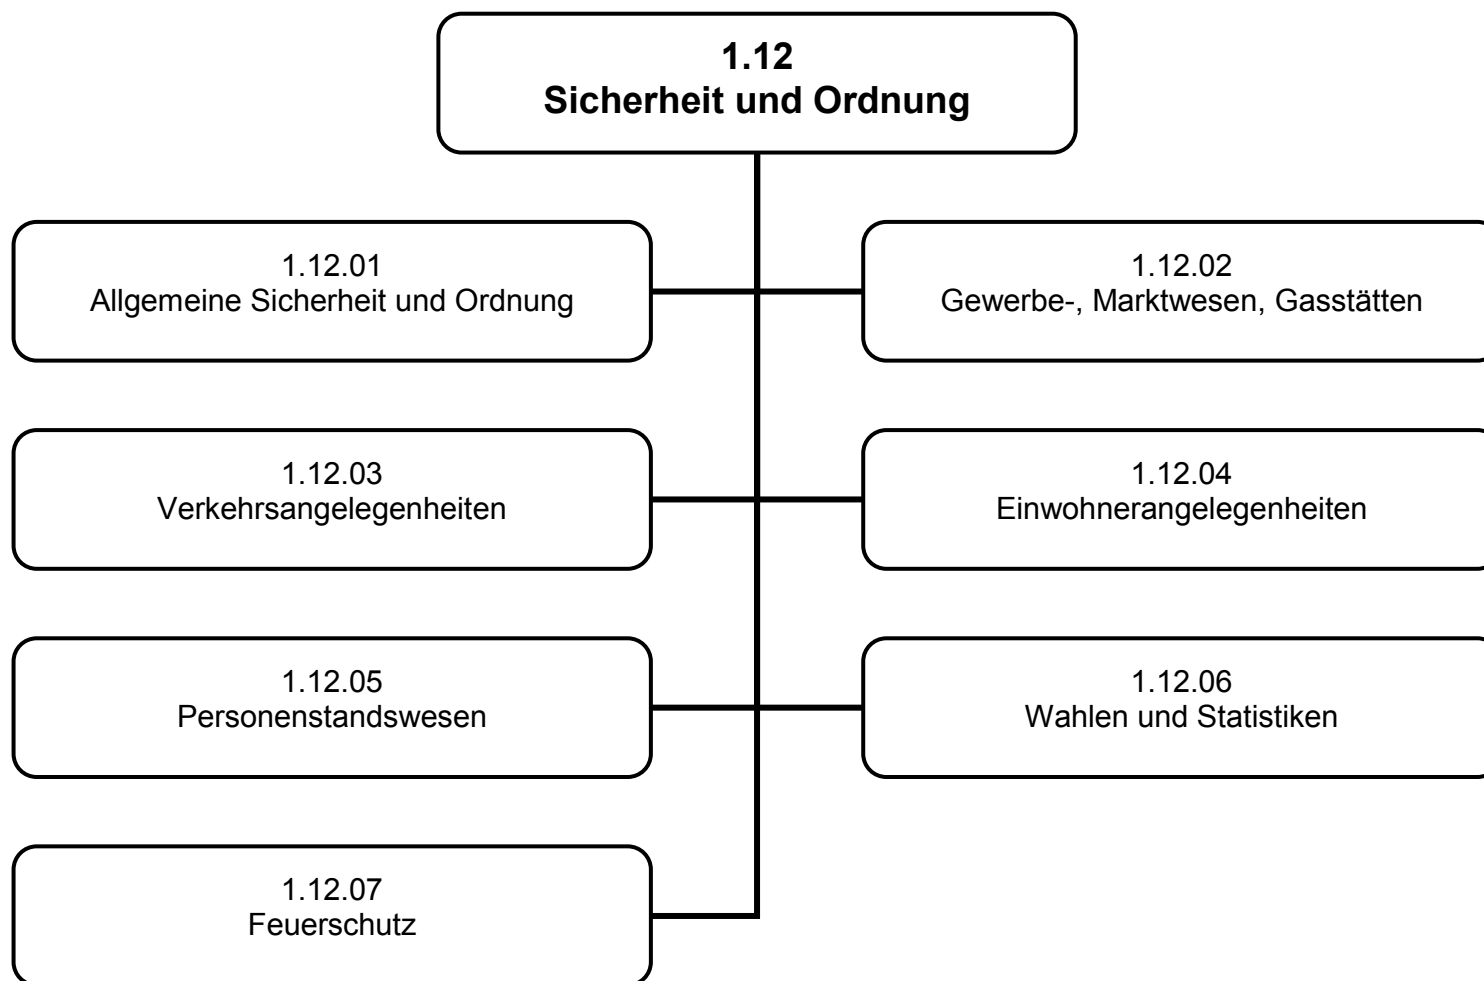 1.12
Sicherheit und Ordnung
1.12.01
Allgemeine Sicherheit und Ordnung
1.12.02
Gewerbe-, Marktwesen, Gasstätten
1.12.03
Verkehrsangelegenheiten
1.12.04
Einwohnerangelegenheiten
1.12.05
Personenstandswesen
1.12.06
Wahlen und Statistiken
1.12.07
Feuerschutz